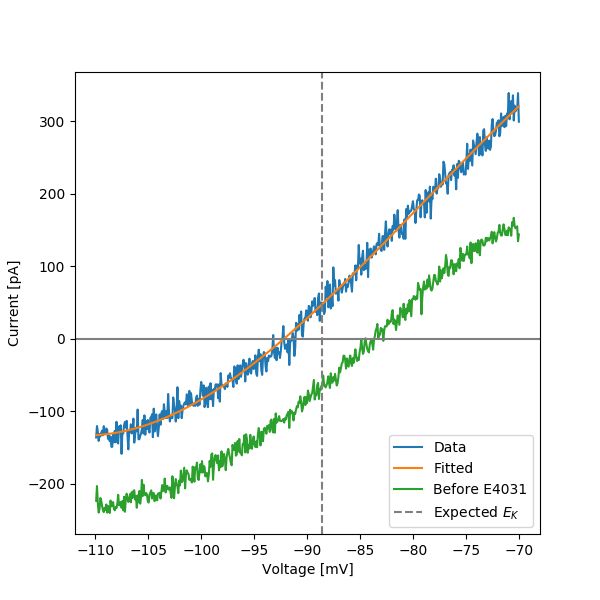 Current [pA]
300
200
100
0
−100
−200
−110
−105
−100
−95
−90
−85
−80
−75
−70
Voltage [mV]
Data
Fitted
Before E4031
Expected E_K